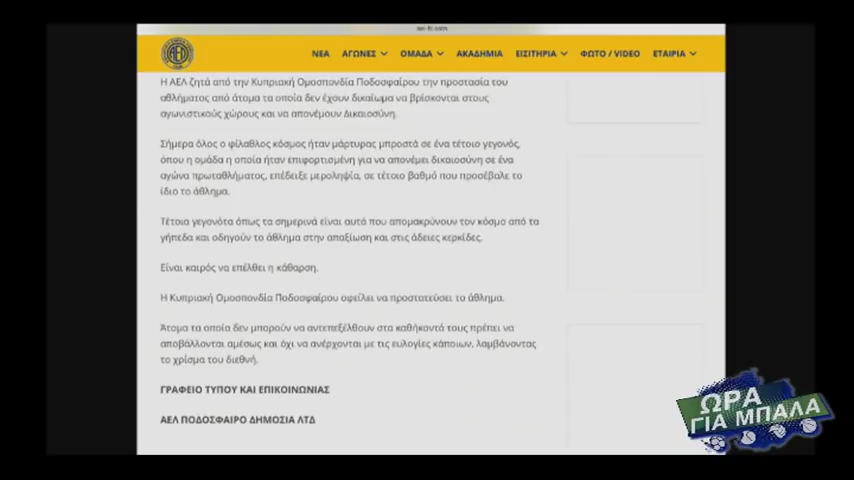 ael-fc.com
ΑΕΛ
ΝΕΑ ΑΓΩΝΕΣ ΟΜΑΔΑ ΑΚΑΔΗΜΙΑ ΕΙΣΙΤΗΡΙΑ ΦΩΤΟ / VIDEO ΕΤΑΙΡΙΑ
Η ΑΕΛ ζητά από την Κυπριακή Ομοσπονδία Ποδοσφαίρου την προστασία του
αθλήματος από άτομα τα οποία δεν έχουν δικαίωμα να βρίσκονται στους
αγωνιστικούς χώρους και να απονέμουν Δικαιοσύνη.
Σήμερα όλος ο φίλαθλος κόσμος ήταν μάρτυρας μπροστά σε ένα τέτοιο γεγονός,
όπου η ομάδα η οποία ήταν επιφορτισμένη για να απονέμει δικαιοσύνη σε ένα
αγώνα πρωταθλήματος, επέδειξε μεροληψία, σε τέτοιο βαθμό που προσέβαλε το
ίδιο το άθλημα.
Τέτοια γεγονότα όπως τα σημερινά είναι αυτά που απομακρύνουν τον κόσμο από τα
γήπεδα και οδηγούν το άθλημα στην απαξίωση και στις άδειες κερκίδες.
Είναι καιρός να επέλθει η κάθαρση.
Η Κυπριακή Ομοσπονδία Ποδοσφαίρου οφείλει να προστατεύσει το άθλημα.
Άτομα τα οποία δεν μπορούν να αντεπεξέλθουν στα καθήκοντά τους πρέπει να
αποβάλλονται αμέσως και όχι να ανέρχονται με τις ευλογίες κάποιων, λαμβάνοντας
το χρίσμα του διεθνή.
ΓΡΑΦΕΙΟ ΤΥΠΟΥ ΚΑΙ ΕΠΙΚΟΙΝΩΝΙΑΣ
ΑΕΛ ΠΟΔΟΣΦΑΙΡΟ ΔΗΜΟΣΙΑ ΛΤΔ
ΩΡΑ
ΓΙΑ ΜΠΑΛΑ